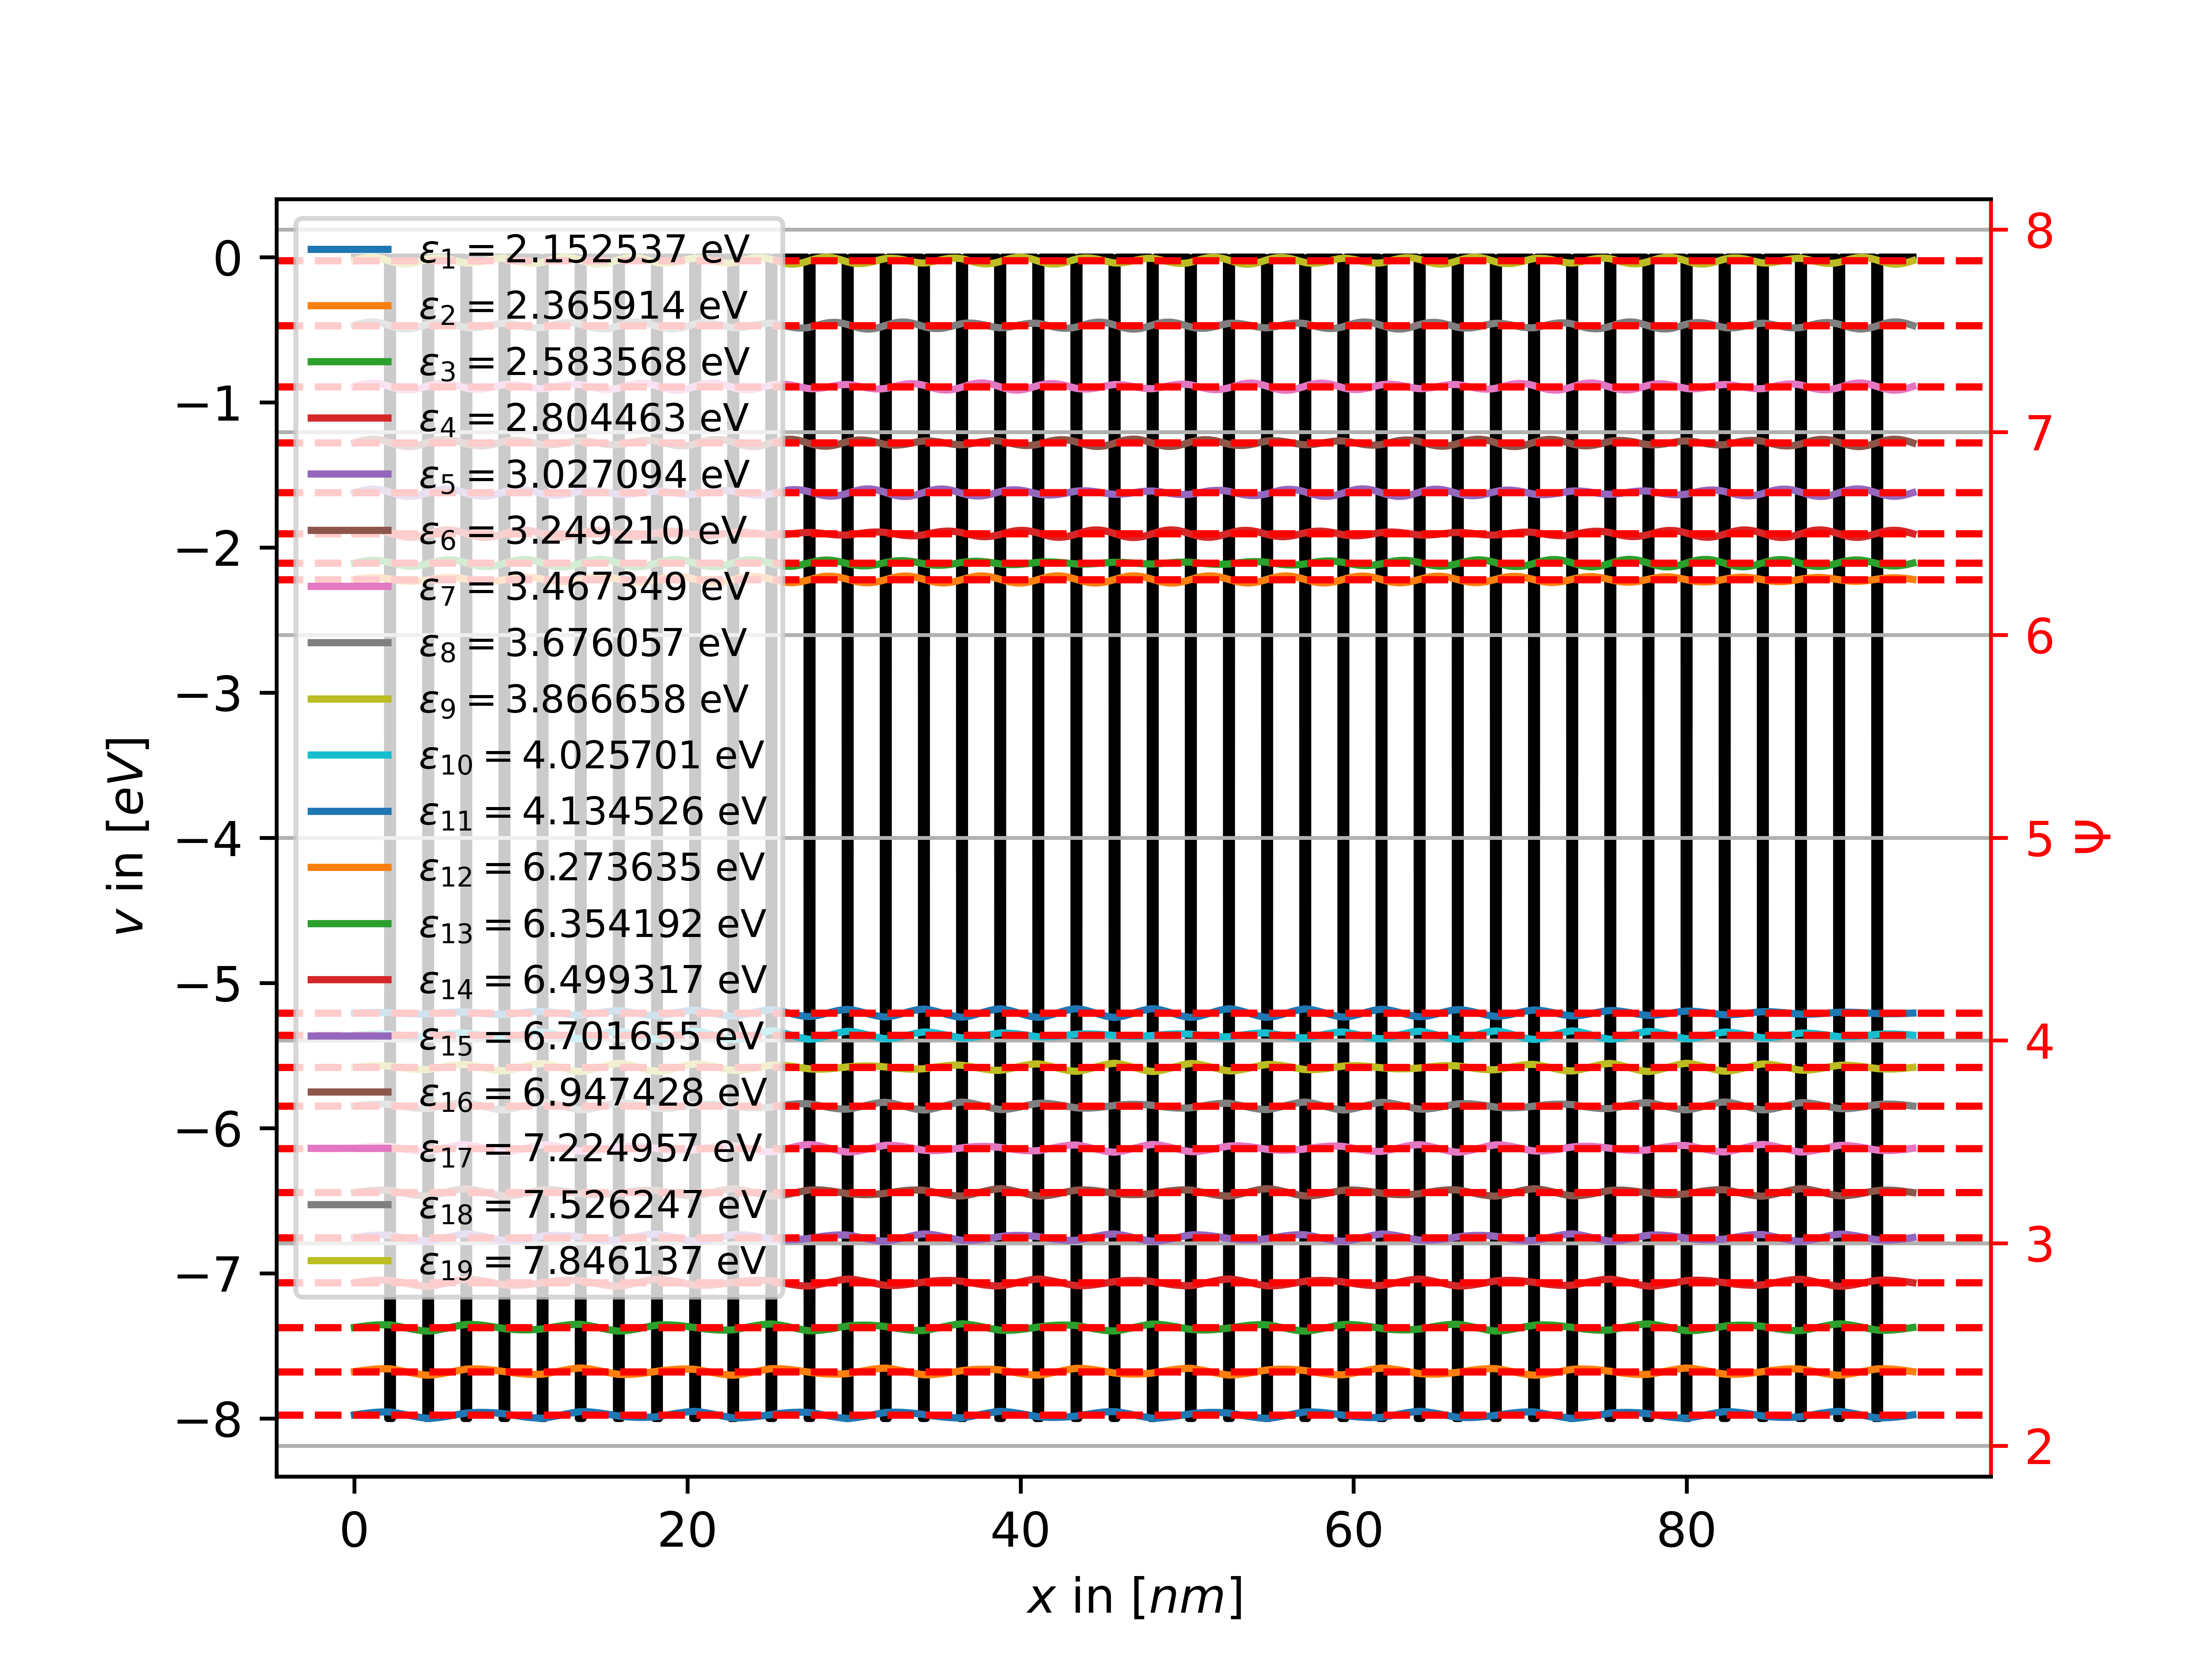 ε1 = 2.152537 eV
ε2 = 2.365914 eV
ε3 = 2.583568 eV
ε4 = 2.804463 eV
ε5 = 3.027094 eV
ε6 = 3.249210 eV
ε7 = 3.467349 eV
ε8 = 3.676057 eV
ε9 = 3.866658 eV
ε10 = 4.025701 eV
ε11 = 4.134526 eV
ε12 = 6.273635 eV
ε13 = 6.354192 eV
ε14 = 6.499317 eV
ε15 = 6.701655 eV
ε16 = 6.947428 eV
ε17 = 7.224957 eV
ε18 = 7.526247 eV
ε19 = 7.846137 eV
0
−1
−2
−3
−4
−5
−6
−7
−8
v in [eV]
8
7
6
5
4
3
2
Ψ
0
20
40
60
80
x in [nm]